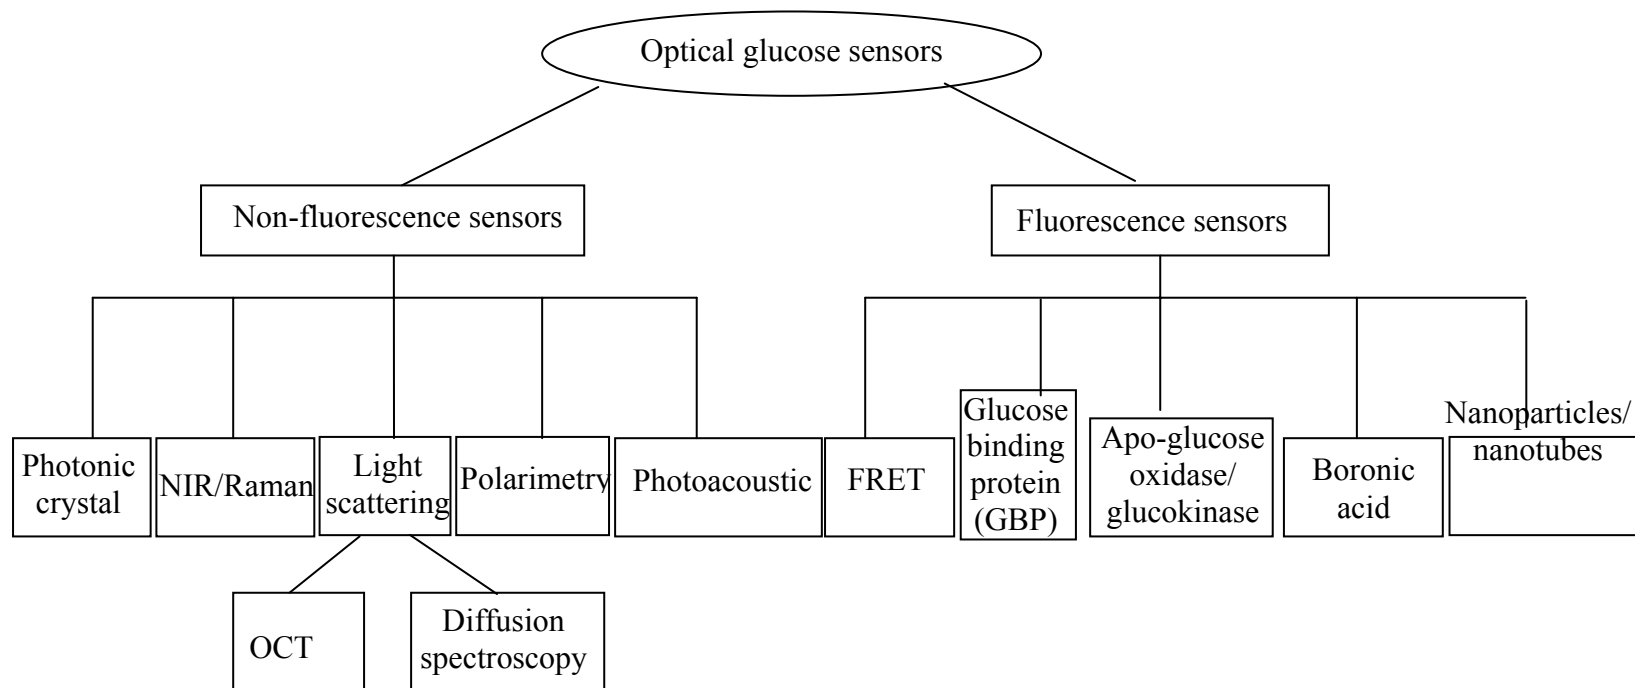 Optical glucose sensors
Non-fluorescence sensors
Fluorescence sensors
Photonic
crystal
NIR/Raman
Light
scattering
Polarimetry
Photoacoustic
FRET
Glucose
binding
protein
(GBP)
Apo-glucose
oxidase/
glucokinase
Boronic
acid
Nanoparticles/
nanotubes
OCT
Diffusion
spectroscopy